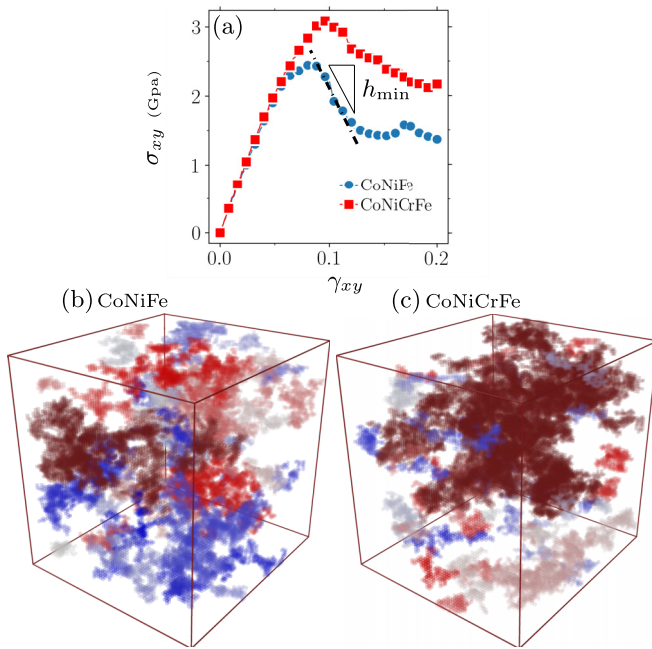 (a)
3
2
1
0
σxy (Gpa)
hmin
CoNiFe
CoNiCrFe
0.0 0.1 0.2
γxy
(b) CoNiFe (c) CoNiCrFe